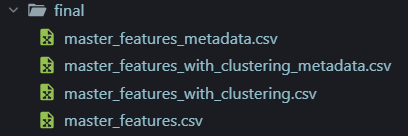 final
master_features_metadata.csv
master_features_with_clustering_metadata.csv
master_features_with_clustering.csv
master_features.csv